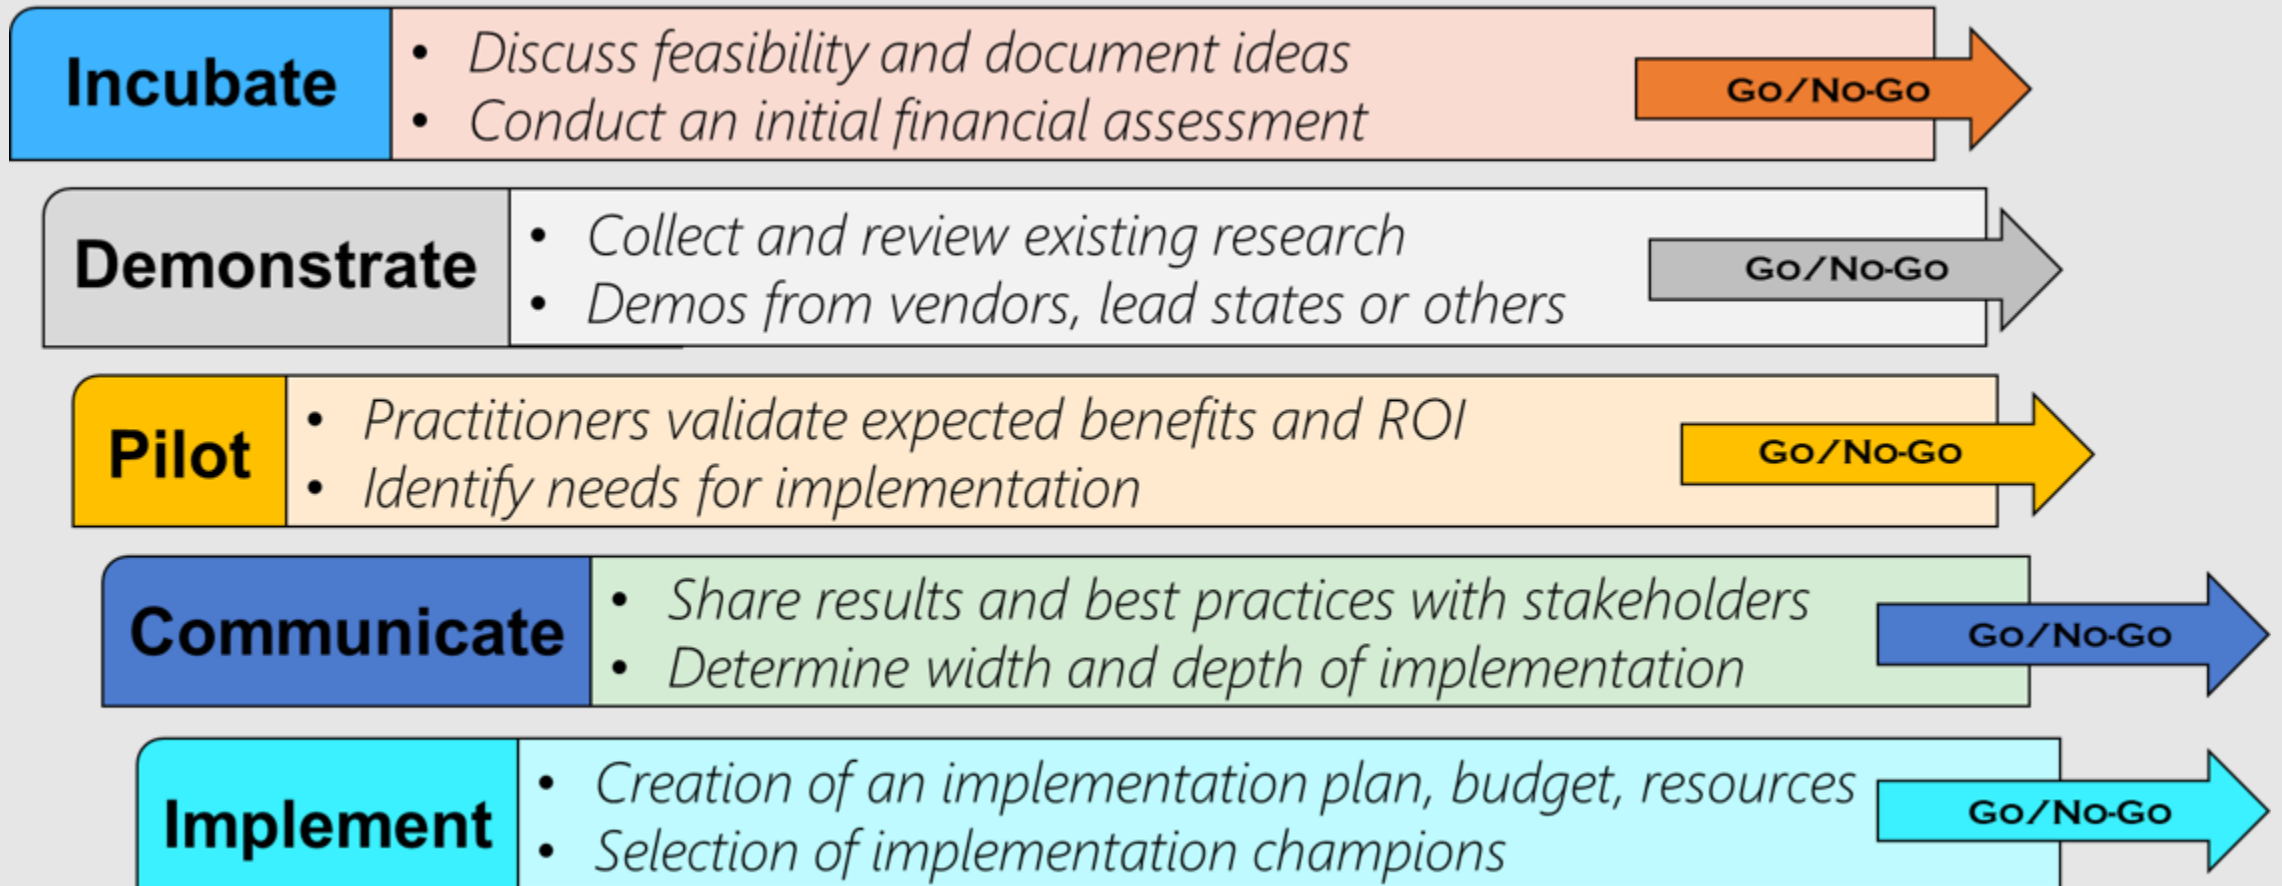 Incubate
• Discuss feasibility and document ideas
• Conduct an initial financial assessment
Go/No-Go
Demonstrate
• Collect and review existing research
• Demos from vendors, lead states or others
Go/No-Go
Pilot
• Practitioners validate expected benefits and ROI
• Identify needs for implementation
Go/No-Go
Communicate
• Share results and best practices with stakeholders
• Determine width and depth of implementation
Go/No-Go
Implement
• Creation of an implementation plan, budget, resources
• Selection of implementation champions
Go/No-Go